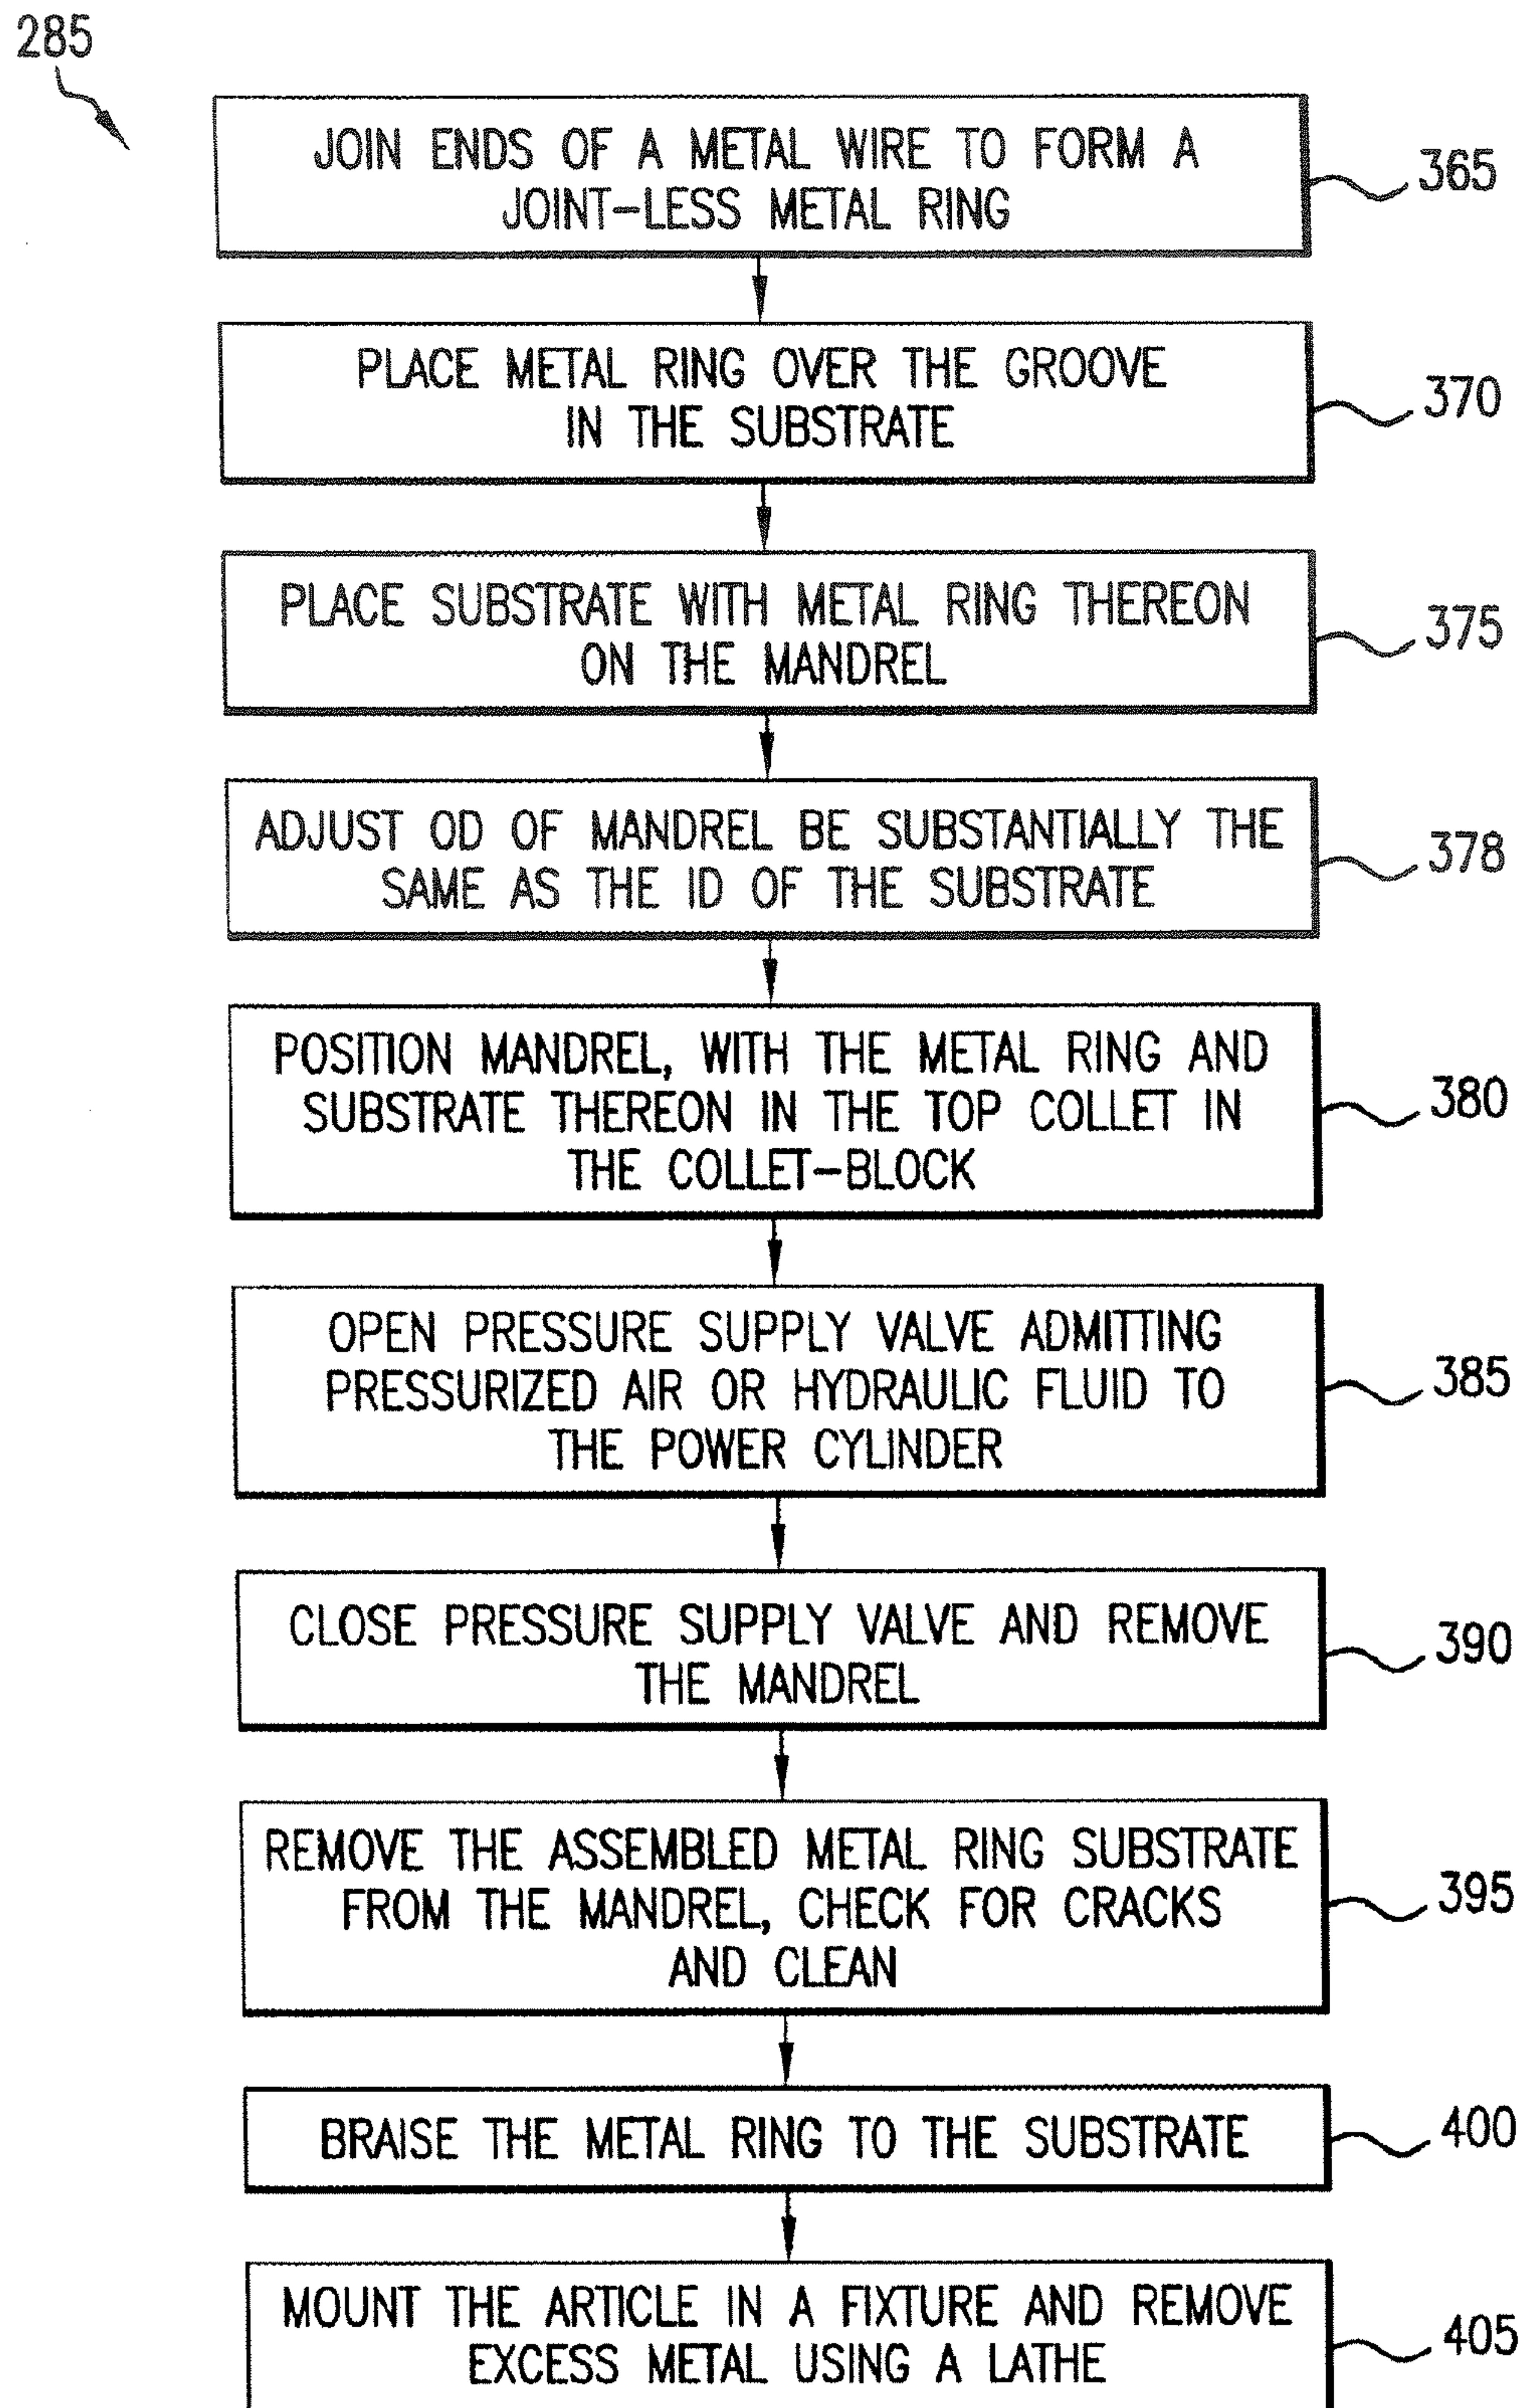 285
JOIN ENDS OF A METAL WIRE TO FORM A
JOINT-LESS METAL RING
365
PLACE METAL RING OVER THE GROOVE
IN THE SUBSTRATE
370
PLACE SUBSTRATE WITH METAL RING THEREON
ON THE MANDREL
375
ADJUST OD OF MANDREL BE SUBSTANTIALLY THE
SAME AS THE ID OF THE SUBSTRATE
378
POSITION MANDREL, WITH THE METAL RING AND
SUBSTRATE THEREON IN THE TOP COLLET IN
THE COLLET-BLOCK
380
OPEN PRESSURE SUPPLY VALVE ADMITTING
PRESSURIZED AIR OR HYDRAULIC FLUID TO
THE POWER CYLINDER
385
CLOSE PRESSURE SUPPLY VALVE AND REMOVE
THE MANDREL
390
REMOVE THE ASSEMBLED METAL RING SUBSTRATE
FROM THE MANDREL, CHECK FOR CRACKS
AND CLEAN
395
BRAISE THE METAL RING TO THE SUBSTRATE
400
MOUNT THE ARTICLE IN A FIXTURE AND REMOVE
EXCESS METAL USING A LATHE
405